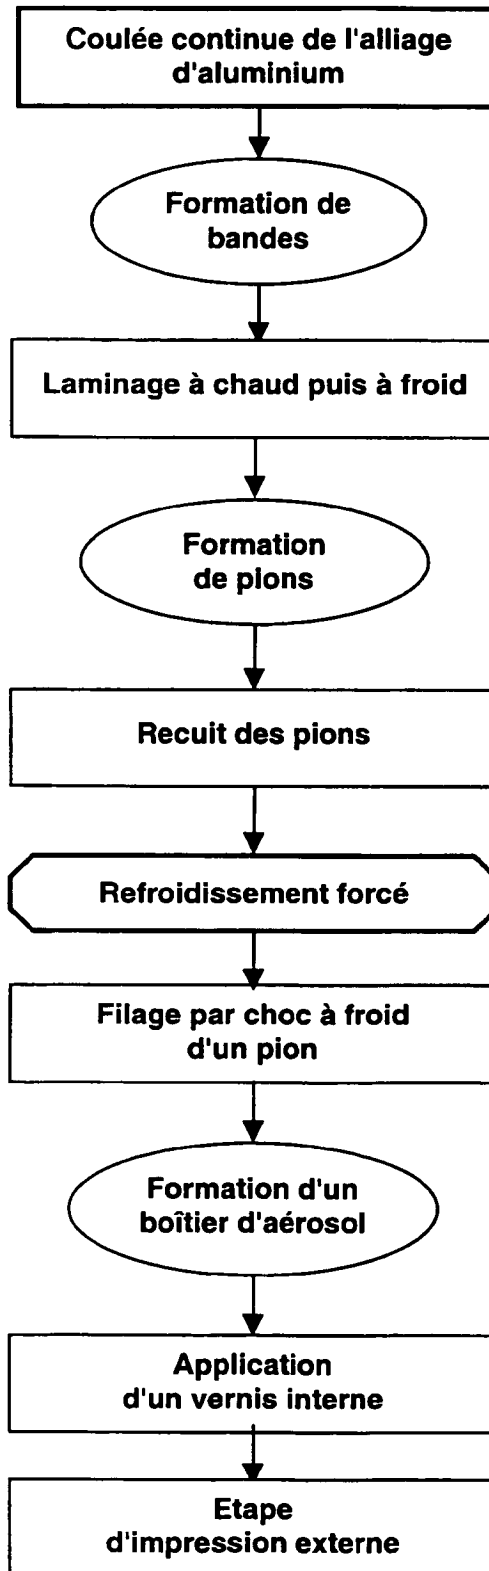 Coulée continue de l'alliage
d'aluminium
Formation de
bandes
Laminage à chaud puis à froid
Formation
de pions
Recuit des pions
Refroidissement forcé
Filage par choc à froid
d'un pion
Formation d'un
boîtier d'aérosol
Application
d'un vernis interne
Etape
d'impression externe